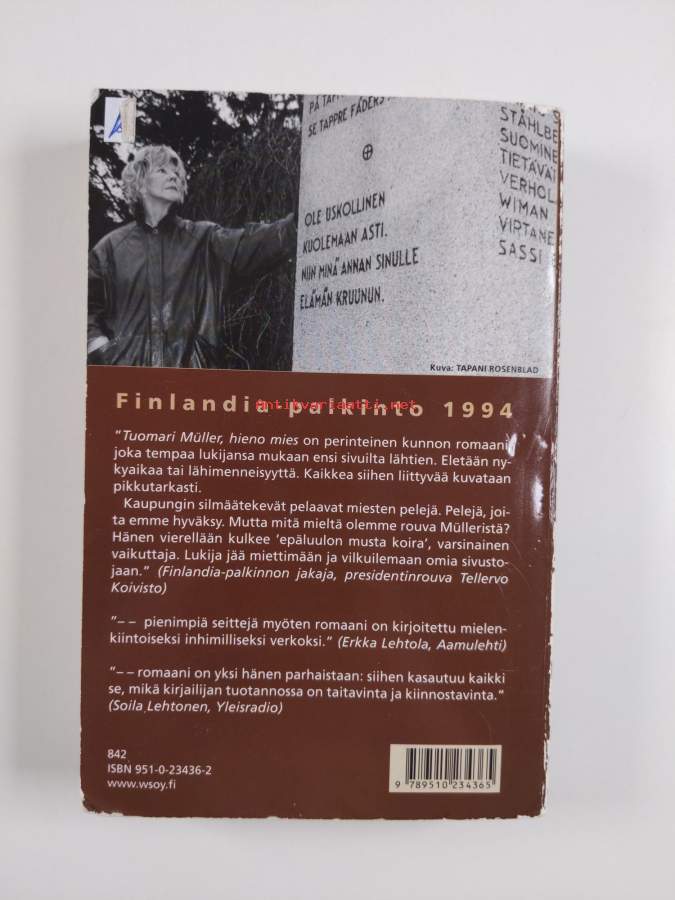 PÅ
SE TAPPRE FÄDERS
OLE USKOLLINEN
KUOLEMAAN ASTI.
NIIN MINÄ ANNAN SINULLE
ELÄMÄN KRUUNUN.
STÅHLBE
SUOMINE
TIETÄVÄI
VERHOL
WIMAN
VIRTANE
SASSI
Kuva: TAPANI ROSENBLAD
Finlandia-palkinto 1994
Antikvariaatti.net
"Tuomari Müller, hieno mies on perinteinen kunnon romaani
joka tempaa lukijansa mukaan ensi sivuilta lähtien. Eletään ny-
kyaikaa tai lähimenneisyyttä. Kaikkea siihen liittyvää kuvataan
pikkutarkasti.
Kaupungin silmäätekevät pelaavat miesten pelejä. Pelejä, joi-
ta emme hyväksy. Mutta mitä mieltä olemme rouva Mülleristä?
Hänen vierellään kulkee 'epäluulon musta koira', varsinainen
vaikuttaja. Lukija jää miettimään ja vilkuilemaan omia sivusto-
jaan." (Finlandia-palkinnon jakaja, presidentinrouva Tellervo
Koivisto)
"– – pienimpiä seittejä myöten romaani on kirjoitettu mielen-
kiintoiseksi inhimilliseksi verkoksi." (Erkka Lehtola, Aamulehti)
"– – romaani on yksi hänen parhaistaan: siihen kasautuu kaikki
se, mikä kirjailijan tuotannossa on taitavinta ja kiinnostavinta."
(Soila Lehtonen, Yleisradio)
842
ISBN 951-0-23436-2
www.wsoy.fi
9 789510 234365